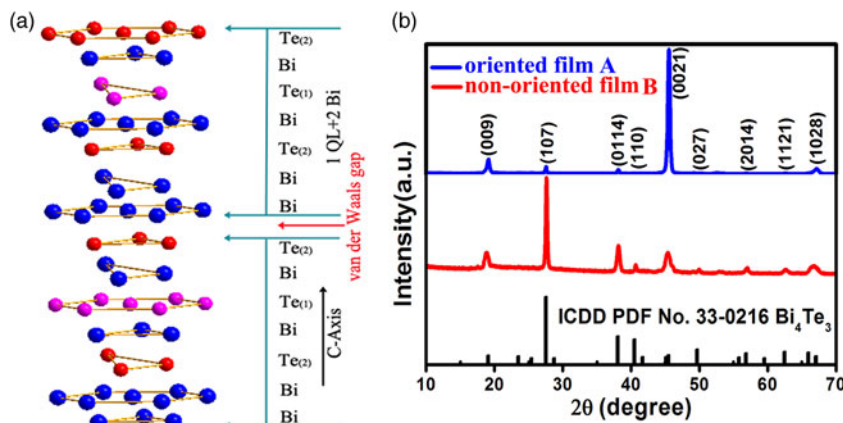 (a)
Te(2)
Bi
Te(1)
Bi
Te(2)
Bi
Bi
Te(2)
Bi
Te(1)
Bi
Te(2)
Bi
Bi
1 QL+2 Bi
van der Waals gap
C-Axis
(b)
oriented film A
non-oriented film B
(009)
(107)
(0114)
(110)
(0021)
(027)
(2014)
(1121)
(1028)
ICDD PDF No. 33-0216 Bi4Te3
Intensity(a.u.)
10 20 30 40 50 60 70
2θ (degree)